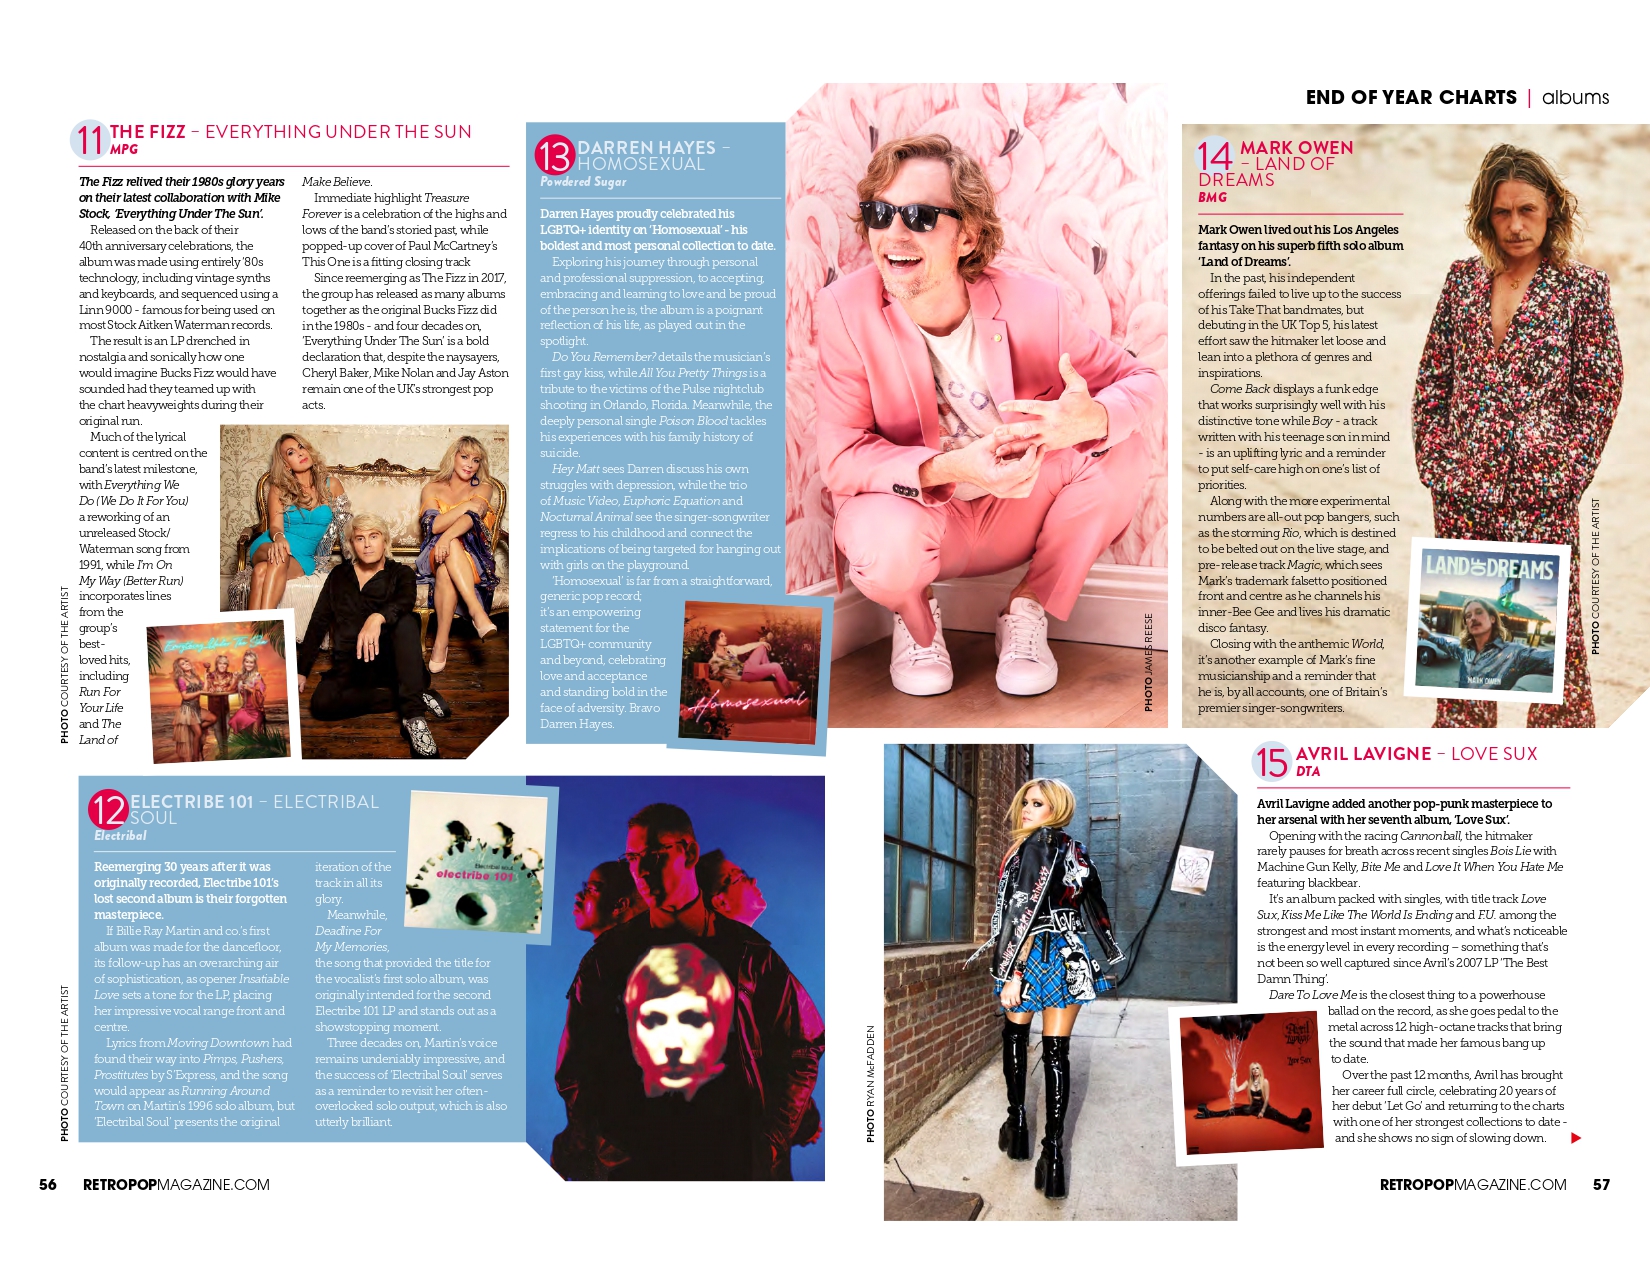 END OF YEAR CHARTS | albums
11 THE FIZZ – EVERYTHING UNDER THE SUN
MPG
The Fizz relived their 1980s glory years
on their latest collaboration with Mike
Stock, ‘Everything Under The Sun’.
Released on the back of their
40th anniversary celebrations, the
album was made using entirely ’80s
technology, including vintage synths
and keyboards, and sequenced using a
Linn 9000 - famous for being used on
most Stock Aitken Waterman records.
The result is an LP drenched in
nostalgia and sonically how one
would imagine Bucks Fizz would have
sounded had they teamed up with
the chart heavyweights during their
original run.
Much of the lyrical
content is centred on the
band’s latest milestone,
with Everything We
Do (We Do It For You)
a reworking of an
unreleased Stock/
Waterman song from
1991, while I’m On
My Way (Better Run)
incorporates lines
from the
group’s
best-
loved hits,
including
Run For
Your Life
and The
Land of
Make Believe.
Immediate highlight Treasure
Forever is a celebration of the highs and
lows of the band’s storied past, while
popped-up cover of Paul McCartney’s
This One is a fitting closing track
Since reemerging as The Fizz in 2017,
the group has released as many albums
together as the original Bucks Fizz did
in the 1980s - and four decades on,
‘Everything Under The Sun’ is a bold
declaration that, despite the naysayers,
Cheryl Baker, Mike Nolan and Jay Aston
remain one of the UK’s strongest pop
acts.
Everything Under The Sun
PHOTO COURTESY OF THE ARTIST
12 ELECTRIBE 101 – ELECTRIBAL
SOUL
Electribal
Reemerging 30 years after it was
originally recorded, Electribe 101’s
lost second album is their forgotten
masterpiece.
If Billie Ray Martin and co.’s first
album was made for the dancefloor,
its follow-up has an overarching air
of sophistication, as opener Insatiable
Love sets a tone for the LP, placing
her impressive vocal range front and
centre.
Lyrics from Moving Downtown had
found their way into Pimps, Pushers,
Prostitutes by S’Express, and the song
would appear as Running Around
Town on Martin’s 1996 solo album, but
‘Electribal Soul’ presents the original
iteration of the
track in all its
glory.
Meanwhile,
Deadline For
My Memories,
the song that provided the title for
the vocalist’s first solo album, was
originally intended for the second
Electribe 101 LP and stands out as a
showstopping moment.
Three decades on, Martin’s voice
remains undeniably impressive, and
the success of ‘Electribal Soul’ serves
as a reminder to revisit her often-
overlooked solo output, which is also
utterly brilliant.
Electribal soul
electribe 101
PHOTO COURTESY OF THE ARTIST
13 DARREN HAYES –
HOMOSEXUAL
Powdered Sugar
Darren Hayes proudly celebrated his
LGBTQ+ identity on ‘Homosexual’ - his
boldest and most personal collection to date.
Exploring his journey through personal
and professional suppression, to accepting,
embracing and learning to love and be proud
of the person he is, the album is a poignant
reflection of his life, as played out in the
spotlight.
Do You Remember? details the musician’s
first gay kiss, while All You Pretty Things is a
tribute to the victims of the Pulse nightclub
shooting in Orlando, Florida. Meanwhile, the
deeply personal single Poison Blood tackles
his experiences with his family history of
suicide.
Hey Matt sees Darren discuss his own
struggles with depression, while the trio
of Music Video, Euphoric Equation and
Nocturnal Animal see the singer-songwriter
regress to his childhood and connect the
implications of being targeted for hanging out
with girls on the playground.
‘Homosexual’ is far from a straightforward,
generic pop record;
it’s an empowering
statement for the
LGBTQ+ community
and beyond, celebrating
love and acceptance
and standing bold in the
face of adversity. Bravo
Darren Hayes.
Homosexual
PHOTO JAMES REESE
14 MARK OWEN
– LAND OF
DREAMS
BMG
Mark Owen lived out his Los Angeles
fantasy on his superb fifth solo album
‘Land of Dreams’.
In the past, his independent
offerings failed to live up to the success
of his Take That bandmates, but
debuting in the UK Top 5, his latest
effort saw the hitmaker let loose and
lean into a plethora of genres and
inspirations.
Come Back displays a funk edge
that works surprisingly well with his
distinctive tone while Boy - a track
written with his teenage son in mind
- is an uplifting lyric and a reminder
to put self-care high on one’s list of
priorities.
Along with the more experimental
numbers are all-out pop bangers, such
as the storming Rio, which is destined
to be belted out on the live stage, and
pre-release track Magic, which sees
Mark’s trademark falsetto positioned
front and centre as he channels his
inner-Bee Gee and lives his dramatic
disco fantasy.
Closing with the anthemic World,
it’s another example of Mark’s fine
musicianship and a reminder that
he is, by all accounts, one of Britain’s
premier singer-songwriters.
LAND OF DREAMS
MARK OWEN
PHOTO COURTESY OF THE ARTIST
15 AVRIL LAVIGNE – LOVE SUX
DTA
Avril Lavigne added another pop-punk masterpiece to
her arsenal with her seventh album, ‘Love Sux’.
Opening with the racing Cannonball, the hitmaker
rarely pauses for breath across recent singles Bois Lie with
Machine Gun Kelly, Bite Me and Love It When You Hate Me
featuring blackbear.
It’s an album packed with singles, with title track Love
Sux, Kiss Me Like The World Is Ending and F.U. among the
strongest and most instant moments, and what’s noticeable
is the energy level in every recording – something that’s
not been so well captured since Avril’s 2007 LP ‘The Best
Damn Thing’.
Dare To Love Me is the closest thing to a powerhouse
ballad on the record, as she goes pedal to the
metal across 12 high-octane tracks that bring
the sound that made her famous bang up
to date.
Over the past 12 months, Avril has brought
her career full circle, celebrating 20 years of
her debut ‘Let Go’ and returning to the charts
with one of her strongest collections to date -
and she shows no sign of slowing down.
Avril
Lavigne
Love Sux
PHOTO RYAN McFADDEN
56 RETROPOPMAGAZINE.COM
RETROPOPMAGAZINE.COM 57